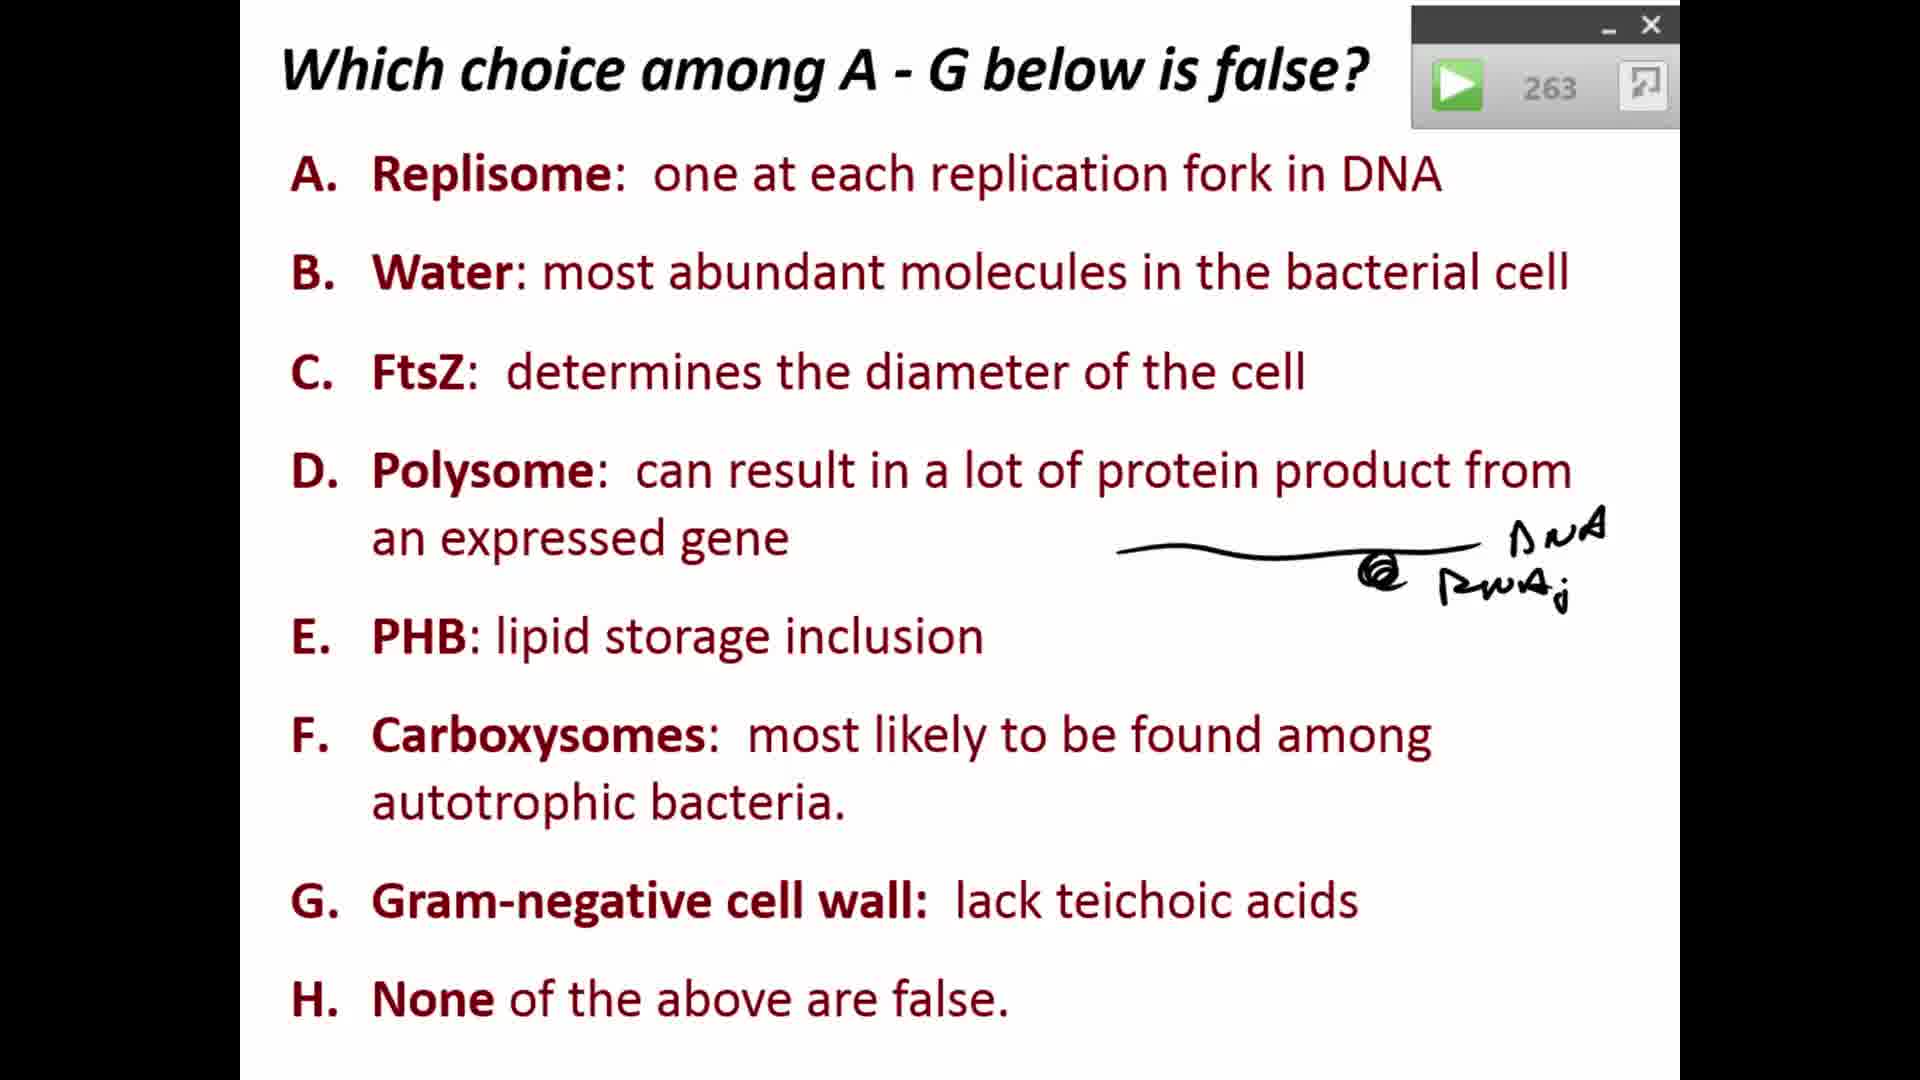 Which choice among A - G below is false?
263
A. Replisome: one at each replication fork in DNA
B. Water: most abundant molecules in the bacterial cell
C. FtsZ: determines the diameter of the cell
D. Polysome: can result in a lot of protein product from
an expressed gene
DNA
E. PHB: lipid storage inclusion
F. Carboxysomes: most likely to be found among
autotrophic bacteria.
G. Gram-negative cell wall: lack teichoic acids
H. None of the above are false.